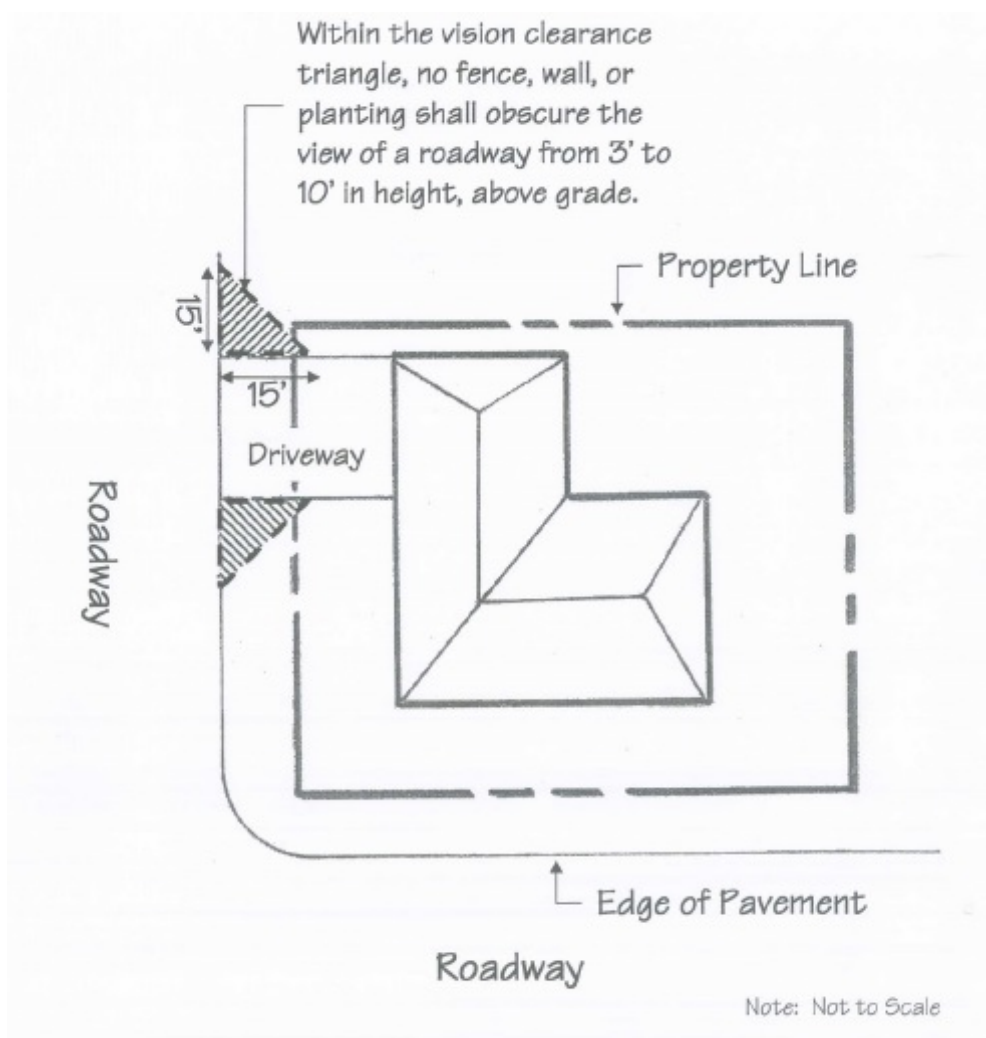 Within the vision clearance
triangle, no fence, wall, or
planting shall obscure the
view of a roadway from 3' to
10' in height, above grade.
Property Line
15'
15'
Driveway
Roadway
Edge of Pavement
Roadway
Note: Not to Scale